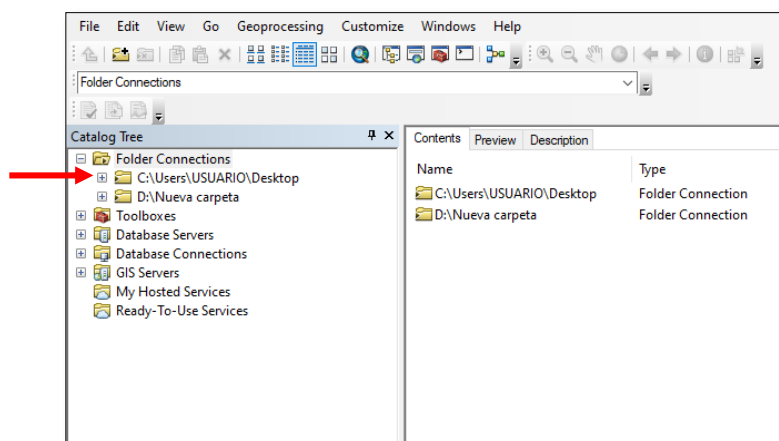 File Edit View Go Geoprocessing Customize Windows Help
Folder Connections
Catalog Tree
Folder Connections
C:\Users\USUARIO\Desktop
D:\Nueva carpeta
Toolboxes
Database Servers
Database Connections
GIS Servers
My Hosted Services
Ready-To-Use Services
Contents Preview Description
Name Type
C:\Users\USUARIO\Desktop Folder Connection
D:\Nueva carpeta Folder Connection